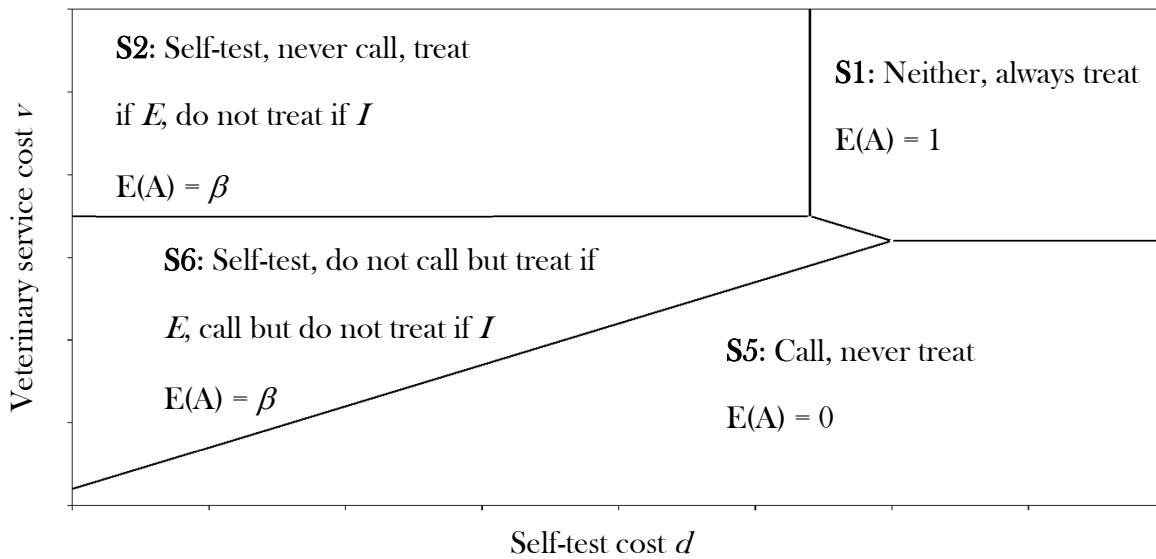 S2: Self-test, never call, treat
if E, do not treat if I
E(A) = β
S1: Neither, always treat
E(A) = 1
S6: Self-test, do not call but treat if
E, call but do not treat if I
E(A) = β
S5: Call, never treat
E(A) = 0
Veterinary service cost v
Self-test cost d